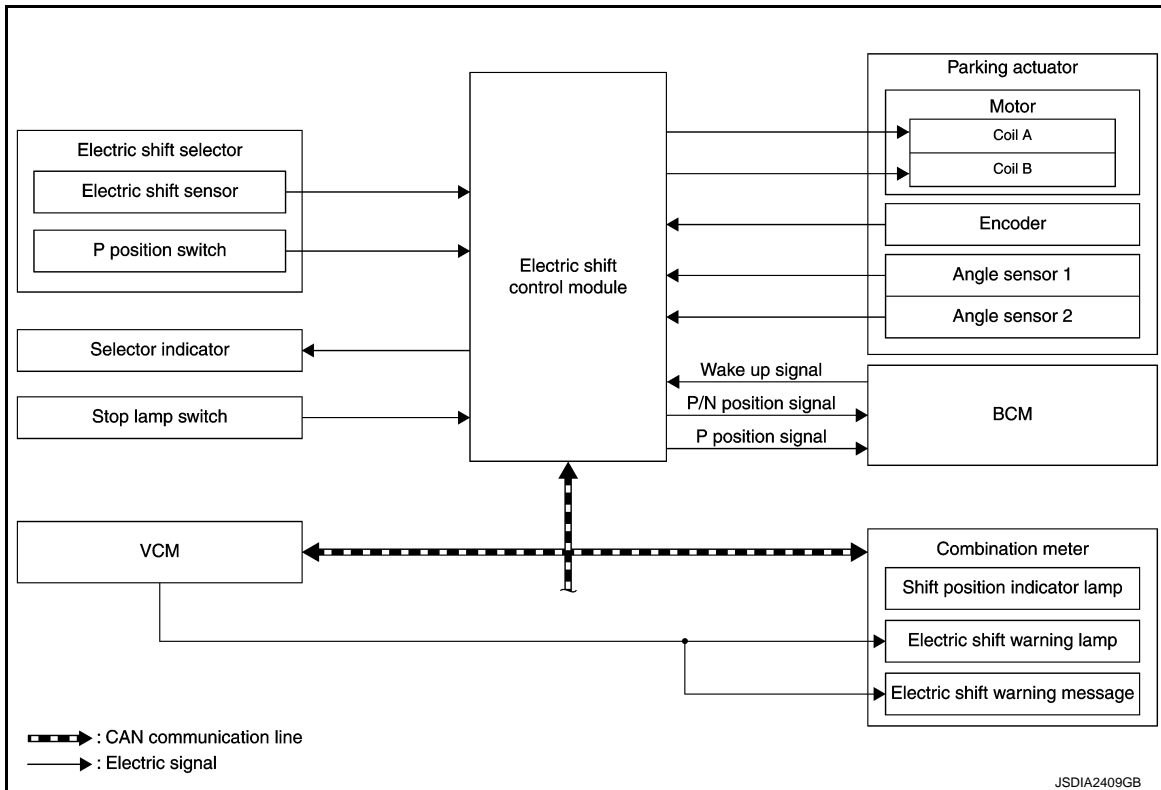 Parking actuator
Motor
Coil A
Coil B
Encoder
Angle sensor 1
Angle sensor 2
Electric shift selector
Electric shift sensor
P position switch
Selector indicator
Stop lamp switch
Electric shift
control module
Wake up signal
P/N position signal
P position signal
BCM
VCM
Combination meter
Shift position indicator lamp
Electric shift warning lamp
Electric shift warning message
: CAN communication line
: Electric signal
JSDIA2409GB